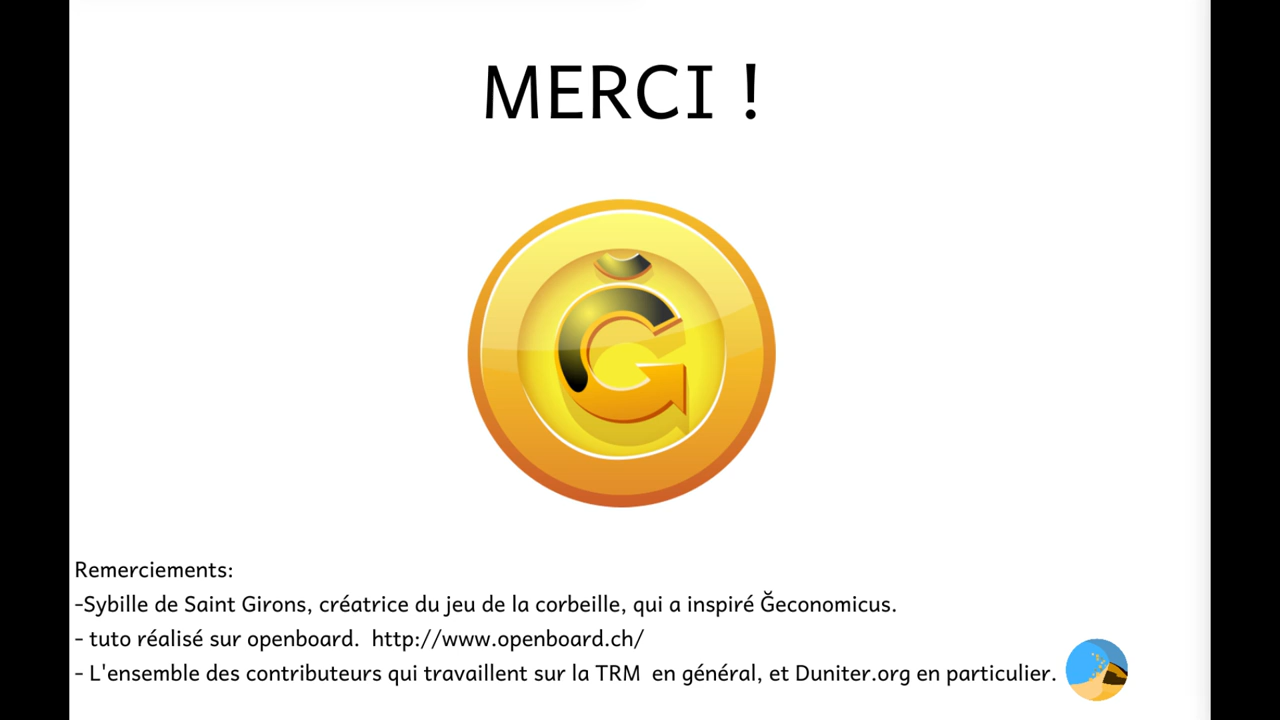 MERCI !
Ğ
Remerciements:
-Sybille de Saint Girons, créatrice du jeu de la corbeille, qui a inspiré Ğeconomicus.
- tuto réalisé sur openboard.  http://www.openboard.ch/
- L'ensemble des contributeurs qui travaillent sur la TRM  en général, et Duniter.org en particulier.